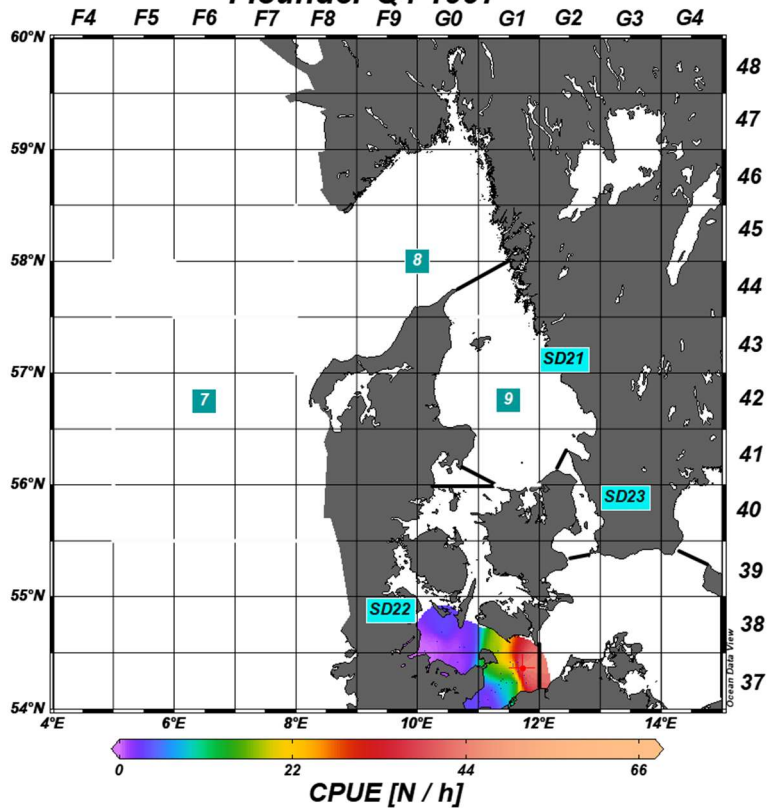 F4 F5 F6 F7 F8 F9 G0 G1 G2 G3 G4
60°N
48
47
59°N
46
45
58°N
8
44
43
57°N
SD21
7
9
42
41
56°N
SD23
40
39
55°N
SD22
38
37
54°N
4°E 6°E 8°E 10°E 12°E 14°E
Ocean Data View
0 22 44 66
CPUE [N / h]